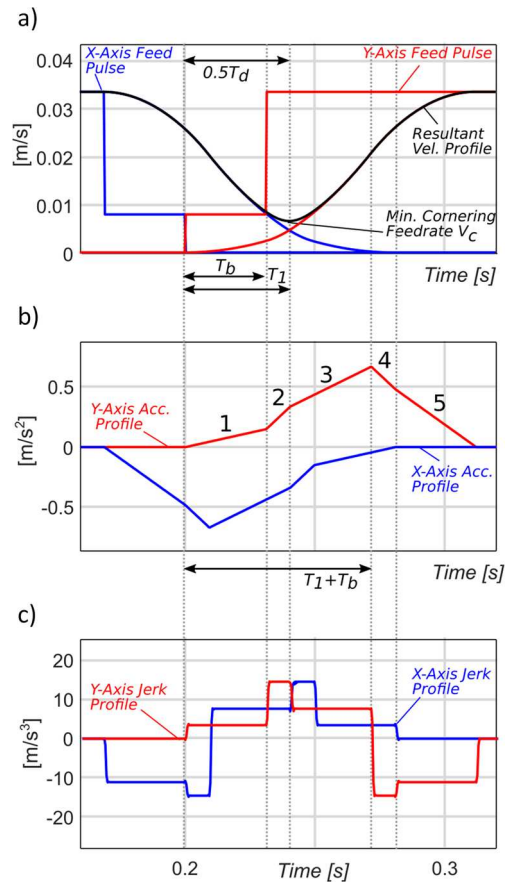 a)
X-Axis Feed
Pulse
0.5Td
Y-Axis Feed Pulse
0.04
0.03
0.02
0.01
0
[m/s]
Resultant
Vel. Profile
Min. Cornering
Feedrate VC
Tb
T1
Time [s]
b)
0.5
0
-0.5
[m/s²]
Y-Axis Acc.
Profile
1
2
3
4
5
X-Axis Acc.
Profile
T1+Tb
Time [s]
c)
20
10
0
-10
-20
[m/s³]
Y-Axis Jerk
Profile
X-Axis Jerk
Profile
0.2
Time [s]
0.3